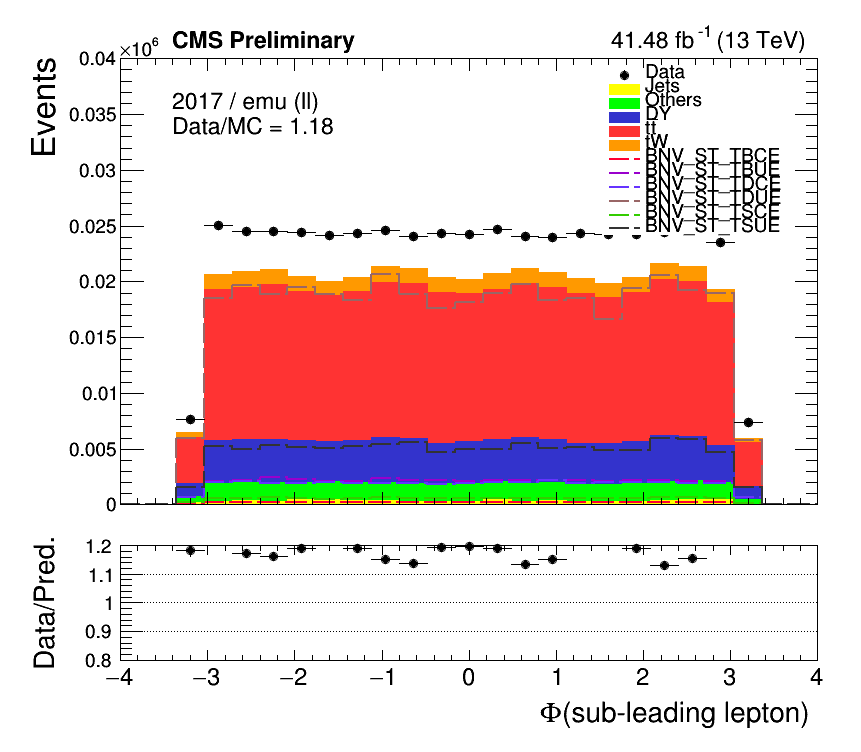 CMS Preliminary
41.48 fb⁻¹ (13 TeV)
×10⁶
Events
0.04
0.035
0.03
0.025
0.02
0.015
0.01
0.005
0
2017 / emu (ll)
Data/MC = 1.18
Data
Jets
Others
DY
tt
tW
BNV_ST_TBCE
BNV_ST_TBUE
BNV_ST_TDCE
BNV_ST_TDUE
BNV_ST_TSCE
BNV_ST_TSUE
Data/Pred.
1.2
1.1
1
0.9
0.8
−4 −3 −2 −1 0 1 2 3 4
Φ(sub-leading lepton)